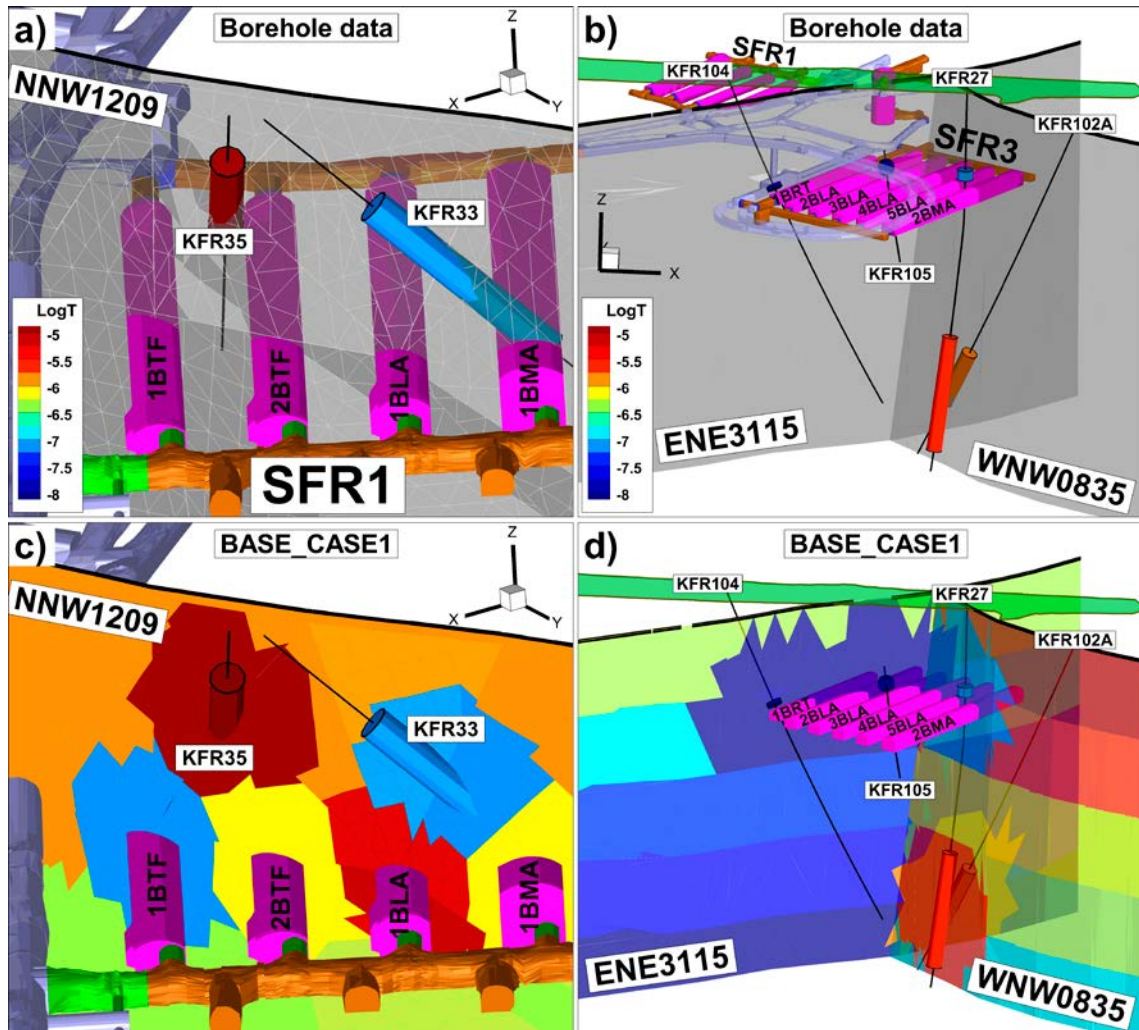 a)
Borehole data
NNW1209
Z
X
Y
KFR35
KFR33
LogT
-5
-5.5
-6
-6.5
-7
-7.5
-8
1BTF
2BTF
1BLA
1BMA
SFR1
b)
Borehole data
SFR1
KFR104
KFR27
KFR102A
SFR3
1BRT
2BLA
3BLA
4BLA
5BLA
2BMA
Z
X
KFR105
LogT
-5
-5.5
-6
-6.5
-7
-7.5
-8
ENE3115
WNW0835
c)
BASE_CASE1
NNW1209
Z
X
Y
KFR35
KFR33
1BTF
2BTF
1BLA
1BMA
d)
BASE_CASE1
KFR104
KFR27
KFR102A
1BRT
2BLA
3BLA
4BLA
5BLA
2BMA
KFR105
ENE3115
WNW0835